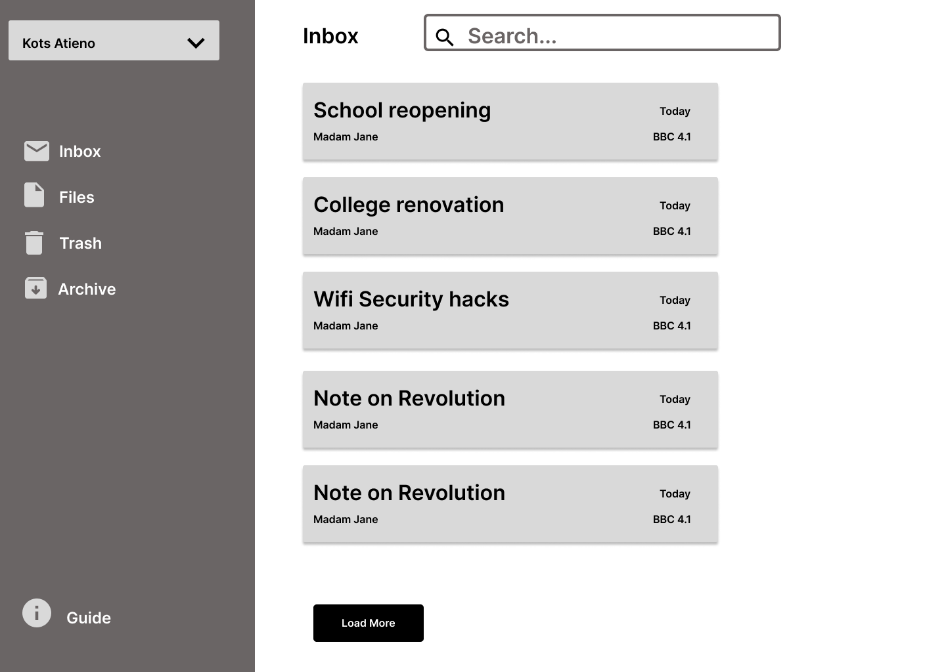 Kots Atieno
Inbox
Files
Trash
Archive
Guide
Inbox
Search...
School reopening
Today
Madam Jane
BBC 4.1
College renovation
Today
Madam Jane
BBC 4.1
Wifi Security hacks
Today
Madam Jane
BBC 4.1
Note on Revolution
Today
Madam Jane
BBC 4.1
Note on Revolution
Today
Madam Jane
BBC 4.1
Load More